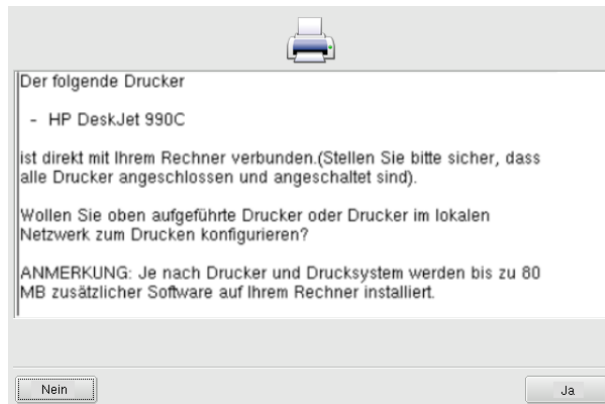 Der folgende Drucker
- HP DeskJet 990C
ist direkt mit Ihrem Rechner verbunden.(Stellen Sie bitte sicher, dass
alle Drucker angeschlossen und angeschaltet sind).
Wollen Sie oben aufgeführte Drucker oder Drucker im lokalen
Netzwerk zum Drucken konfigurieren?
ANMERKUNG: Je nach Drucker und Drucksystem werden bis zu 80
MB zusätzlicher Software auf Ihrem Rechner installiert.
Nein
Ja